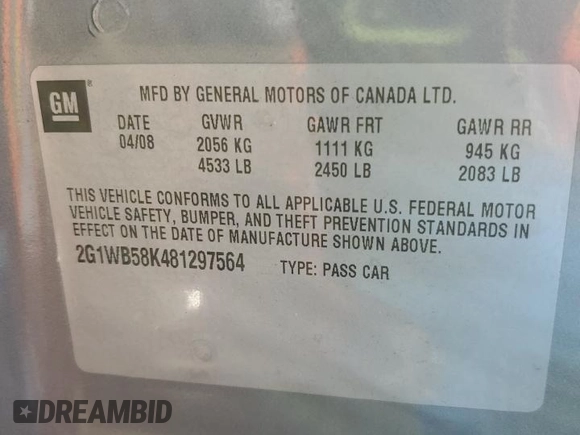 GM ®
MFD BY GENERAL MOTORS OF CANADA LTD.
DATE GVWR GAWR FRT GAWR RR
04/08 2056 KG 1111 KG 945 KG
4533 LB 2450 LB 2083 LB
THIS VEHICLE CONFORMS TO ALL APPLICABLE U.S. FEDERAL MOTOR
VEHICLE SAFETY, BUMPER, AND THEFT PREVENTION STANDARDS IN
EFFECT ON THE DATE OF MANUFACTURE SHOWN ABOVE.
2G1WB58K481297564 TYPE: PASS CAR
DREAMBID